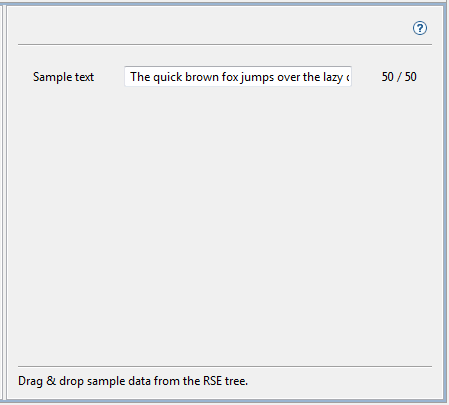 ?
Sample text The quick brown fox jumps over the lazy 50 / 50
Drag & drop sample data from the RSE tree.